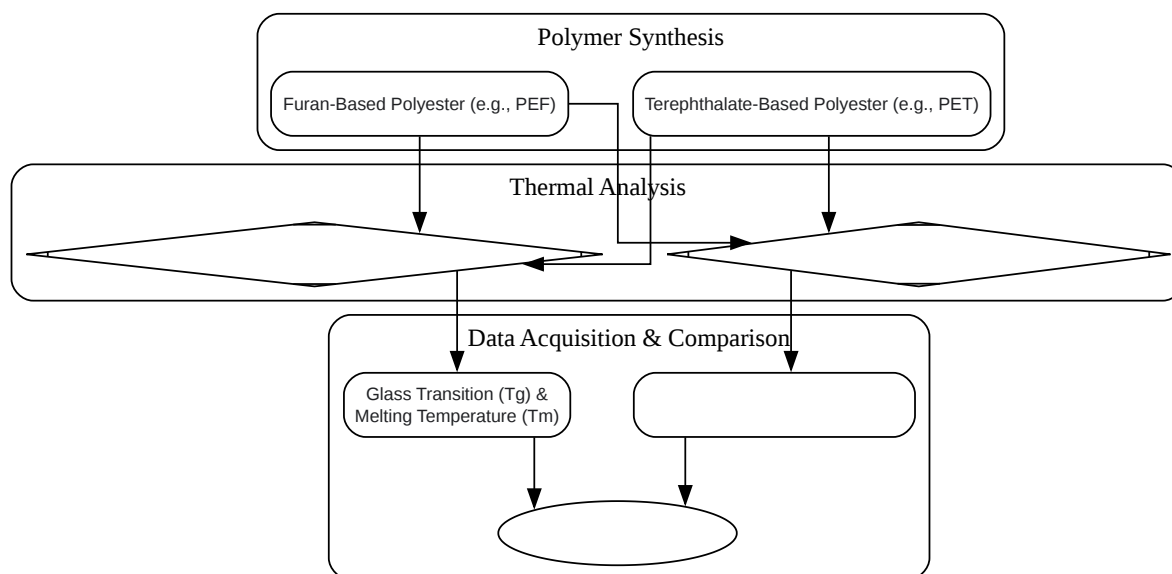 Polymer Synthesis
Furan-Based Polyester (e.g., PEF)
Terephthalate-Based Polyester (e.g., PET)
Thermal Analysis
Data Acquisition & Comparison
Glass Transition (Tg) &
Melting Temperature (Tm)